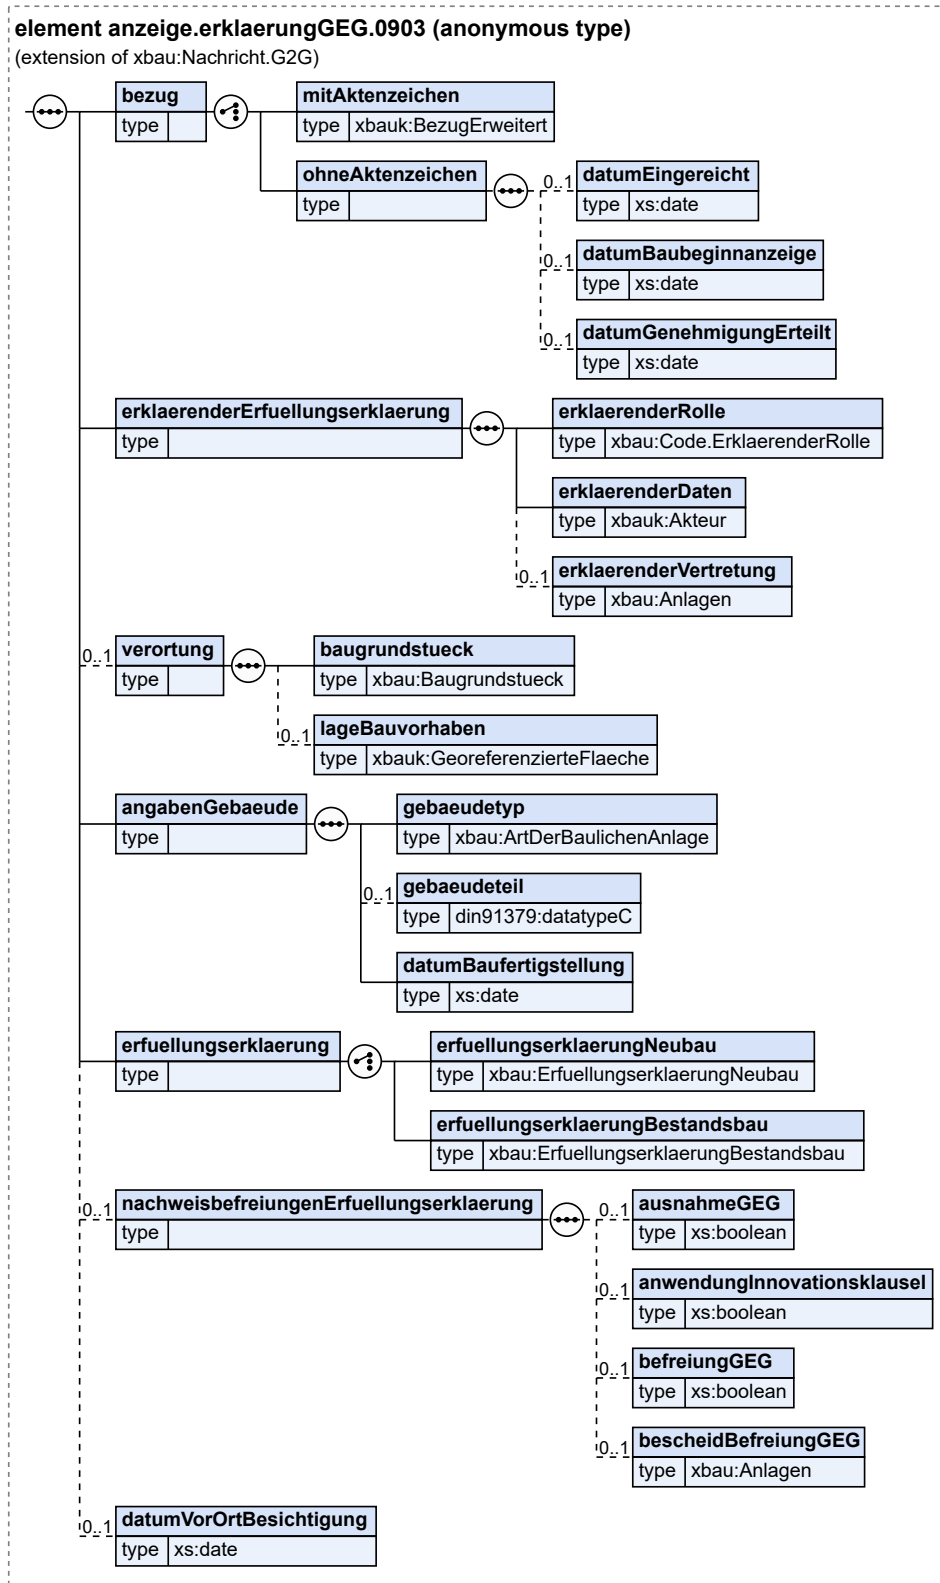 element anzeige.erklaerungGEG.0903 (anonymous type)
(extension of xbau:Nachricht.G2G)
bezug
type
mitAktenzeichen
type xbauk:BezugErweitert
ohneAktenzeichen
type
0..1 datumEingereicht
type xs:date
0..1 datumBaubeginnanzeige
type xs:date
0..1 datumGenehmigungErteilt
type xs:date
erklaerenderErfuellungserklaerung
type
erklaerenderRolle
type xbau:Code.ErklaerenderRolle
erklaerenderDaten
type xbauk:Akteur
0..1 erklaerenderVertretung
type xbau:Anlagen
0..1 verortung
type
baugrundstueck
type xbau:Baugrundstueck
0..1 lageBauvorhaben
type xbauk:GeoreferenzierteFlaeche
angabenGebaeude
type
gebaeudetyp
type xbau:ArtDerBaulichenAnlage
0..1 gebaeudeteil
type din91379:datatypeC
datumBaufertigstellung
type xs:date
erfuellungserklaerung
type
erfuellungserklaerungNeubau
type xbau:ErfuellungserklaerungNeubau
erfuellungserklaerungBestandsbau
type xbau:ErfuellungserklaerungBestandsbau
0..1 nachweisbefreiungenErfuellungserklaerung
type
0..1 ausnahmeGEG
type xs:boolean
0..1 anwendungInnovationsklausel
type xs:boolean
0..1 befreiungGEG
type xs:boolean
0..1 bescheidBefreiungGEG
type xbau:Anlagen
0..1 datumVorOrtBesichtigung
type xs:date